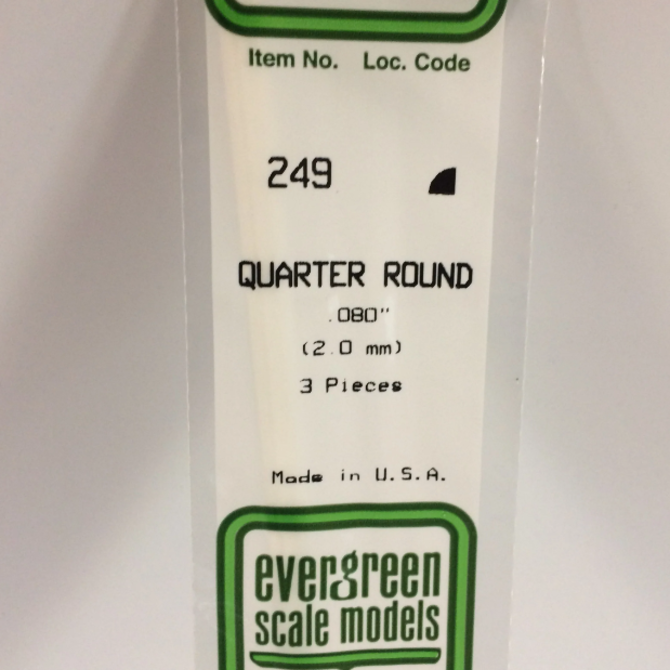 Item No. Loc. Code
249
QUARTER ROUND
.080"
(2.0 mm)
3 Pieces
Made in U.S.A.
evergreen
scale models